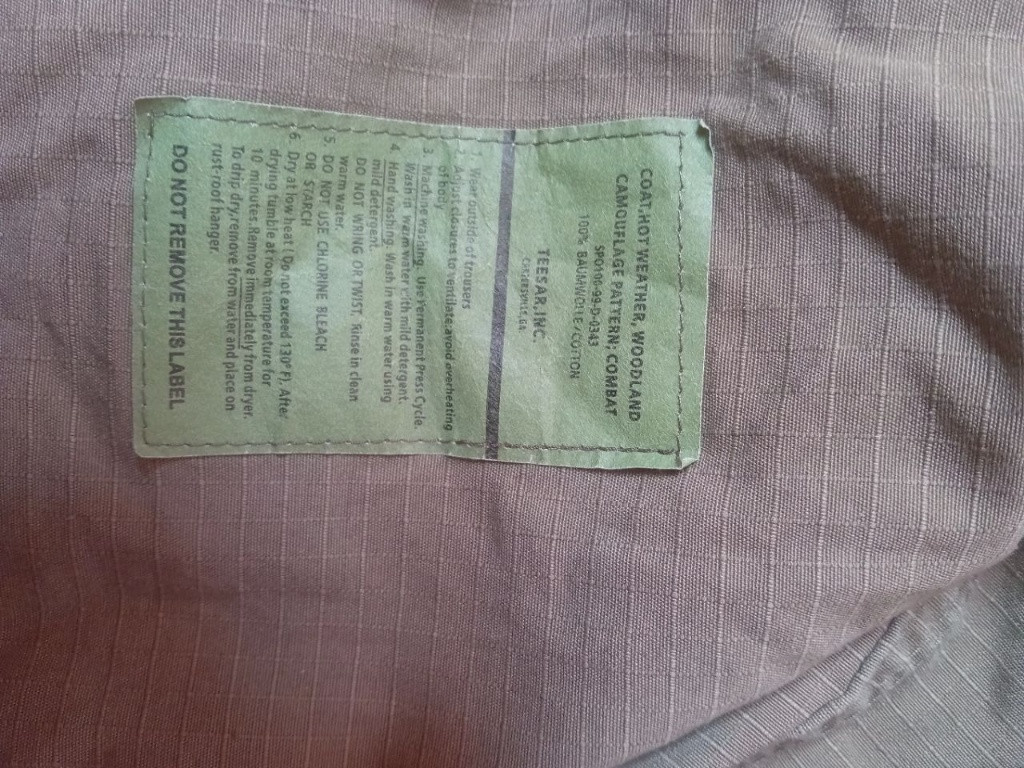 COAT,HOT WEATHER, WOODLAND
CAMOUFLAGE PATTERN: COMBAT
SPO100-99-D-0343
100% BAUMWOLLE/COTTON
TEESAR,INC.
1. Wear outside of trousers
2. Adjust closures to ventilate,avoid overheating
of body
3. Machine Washing. Use Permanent Press Cycle.
Wash in warm water with mild detergent.
4. Hand washing. Wash in warm water using
mild detergent.
DO NOT WRING OR TWIST, Rinse in clean
warm water.
5. DO NOT USE CHLORINE BLEACH
OR STARCH
6. Dry at low heat ( Do not exceed 130° F). After
drying tumble at room temperature for
10 minutes.Remove immediately from dryer.
To drip dry,remove from water and place on
rust-roof hanger.
DO NOT REMOVE THIS LABEL